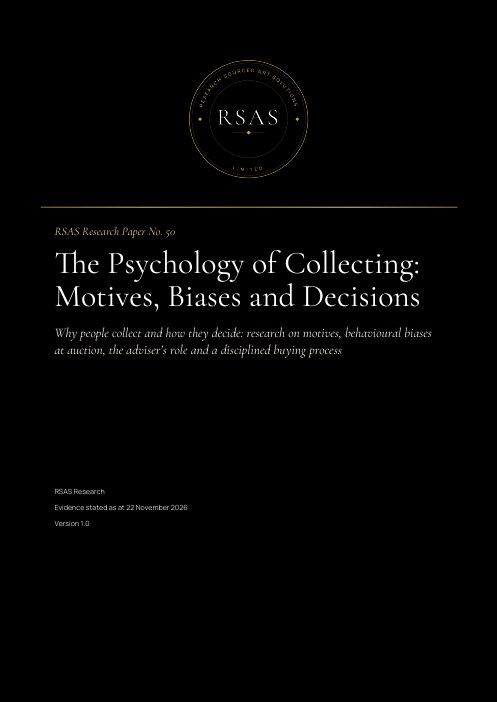 RESEARCH SOURCED ART SOLUTIONS
RSAS
LIMITED
RSAS Research Paper No. 50
The Psychology of Collecting:
Motives, Biases and Decisions
Why people collect and how they decide: research on motives, behavioural biases
at auction, the adviser's role and a disciplined buying process
RSAS Research
Evidence stated as at 22 November 2026
Version 1.0